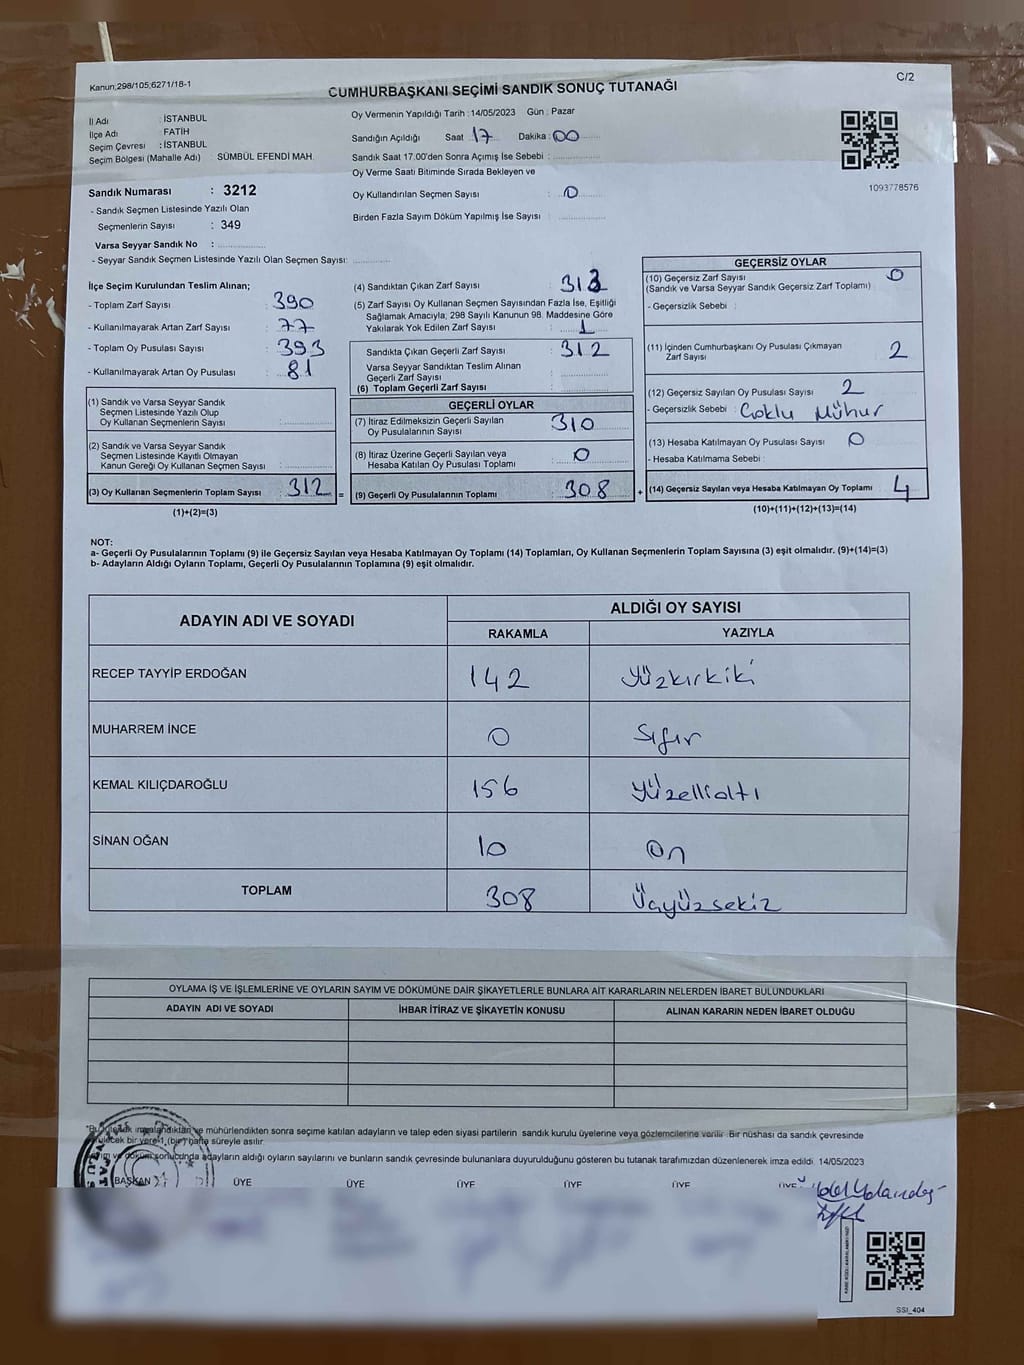 Kanun;298/105;6271/18-1
C/2
CUMHURBAŞKANI SEÇİMİ SANDIK SONUÇ TUTANAĞI
İl Adı : İSTANBUL
İlçe Adı : FATİH
Seçim Çevresi : İSTANBUL
Seçim Bölgesi (Mahalle Adı) : SÜMBÜL EFENDİ MAH.
Sandık Numarası : 3212
- Sandık Seçmen Listesinde Yazılı Olan
Seçmenlerin Sayısı : 349
Varsa Seyyar Sandık No :
- Seyyar Sandık Seçmen Listesinde Yazılı Olan Seçmen Sayısı:
Oy Vermenin Yapıldığı Tarih : 14/05/2023 Gün : Pazar
Sandığın Açıldığı Saat 17 Dakika : 00
Sandık Saat 17.00'den Sonra Açımış İse Sebebi :
Oy Verme Saati Bitiminde Sırada Bekleyen ve
Oy Kullandırılan Seçmen Sayısı : 0
Birden Fazla Sayım Döküm Yapılmış İse Sayısı :
1093778576
İlçe Seçim Kurulundan Teslim Alınan;
- Toplam Zarf Sayısı : 390
- Kullanılmayarak Artan Zarf Sayısı : 77
- Toplam Oy Pusulası Sayısı : 393
- Kullanılmayarak Artan Oy Pusulası : 81
(1) Sandık ve Varsa Seyyar Sandık
Seçmen Listesinde Yazılı Olup
Oy Kullanan Seçmenlerin Sayısı :
(2) Sandık ve Varsa Seyyar Sandık
Seçmen Listesinde Kayıtlı Olmayan
Kanun Gereği Oy Kullanan Seçmen Sayısı :
(3) Oy Kullanan Seçmenlerin Toplam Sayısı : 312 =
(1)+(2)=(3)
(4) Sandıktan Çıkan Zarf Sayısı : 313
(5) Zarf Sayısı Oy Kullanan Seçmen Sayısından Fazla İse, Eşitliği
Sağlamak Amacıyla, 298 Sayılı Kanunun 98. Maddesine Göre
Yakılarak Yok Edilen Zarf Sayısı : 1
Sandıkta Çıkan Geçerli Zarf Sayısı : 312
Varsa Seyyar Sandıktan Teslim Alınan
Geçerli Zarf Sayısı :
(6) Toplam Geçerli Zarf Sayısı :
GEÇERLİ OYLAR
(7) İtiraz Edilmeksizin Geçerli Sayılan
Oy Pusulalarının Sayısı : 310
(8) İtiraz Üzerine Geçerli Sayılan veya
Hesaba Katılan Oy Pusulası Toplamı : 0
(9) Geçerli Oy Pusulalarının Toplamı : 308 +
GEÇERSİZ OYLAR
(10) Geçersiz Zarf Sayısı : 0
(Sandık ve Varsa Seyyar Sandık Geçersiz Zarf Toplamı)
- Geçersizlik Sebebi :
(11) İçinden Cumhurbaşkanı Oy Pusulası Çıkmayan
Zarf Sayısı : 2
(12) Geçersiz Sayılan Oy Pusulası Sayısı : 2
- Geçersizlik Sebebi : Çoklu Mühür
(13) Hesaba Katılmayan Oy Pusulası Sayısı : 0
- Hesaba Katılmama Sebebi :
(14) Geçersiz Sayılan veya Hesaba Katılmayan Oy Toplamı : 4
(10)+(11)+(12)+(13)=(14)
NOT:
a- Geçerli Oy Pusulalarının Toplamı (9) ile Geçersiz Sayılan veya Hesaba Katılmayan Oy Toplamı (14) Toplamları, Oy Kullanan Seçmenlerin Toplam Sayısına (3) eşit olmalıdır. (9)+(14)=(3)
b- Adayların Aldığı Oyların Toplamı, Geçerli Oy Pusulalarının Toplamına (9) eşit olmalıdır.
ADAYIN ADI VE SOYADI ALDIĞI OY SAYISI
RAKAMLA YAZIYLA
RECEP TAYYİP ERDOĞAN 142 Yüzkırkiki
MUHARREM İNCE 0 Sıfır
KEMAL KILIÇDAROĞLU 156 Yüzellialtı
SİNAN OĞAN 10 On
TOPLAM 308 Üçyüzsekiz
OYLAMA İŞ VE İŞLEMLERİNE VE OYLARIN SAYIM VE DÖKÜMÜNE DAİR ŞİKAYETLERLE BUNLARA AİT KARARLARIN NELERDEN İBARET BULUNDUKLARI
ADAYIN ADI VE SOYADI İHBAR İTİRAZ VE ŞİKAYETİN KONUSU ALINAN KARARIN NEDEN İBARET OLDUĞU
imzalandıktan ve mühürlendikten sonra seçime katılan adayların ve talep eden siyasi partilerin sandık kurulu üyelerine veya gözlemcilerine verilir. Bir nüshası da sandık çevresinde
bir yere 1 (bir) hafta süreyle asılır.
ve döküm sonucunda adayların aldığı oyların sayılarını ve bunların sandık çevresinde bulunanlara duyurulduğunu gösteren bu tutanak tarafımızdan düzenlenerek imza edildi. 14/05/2023
BAŞKAN ÜYE ÜYE ÜYE ÜYE ÜYE ÜYE
SSİ_404